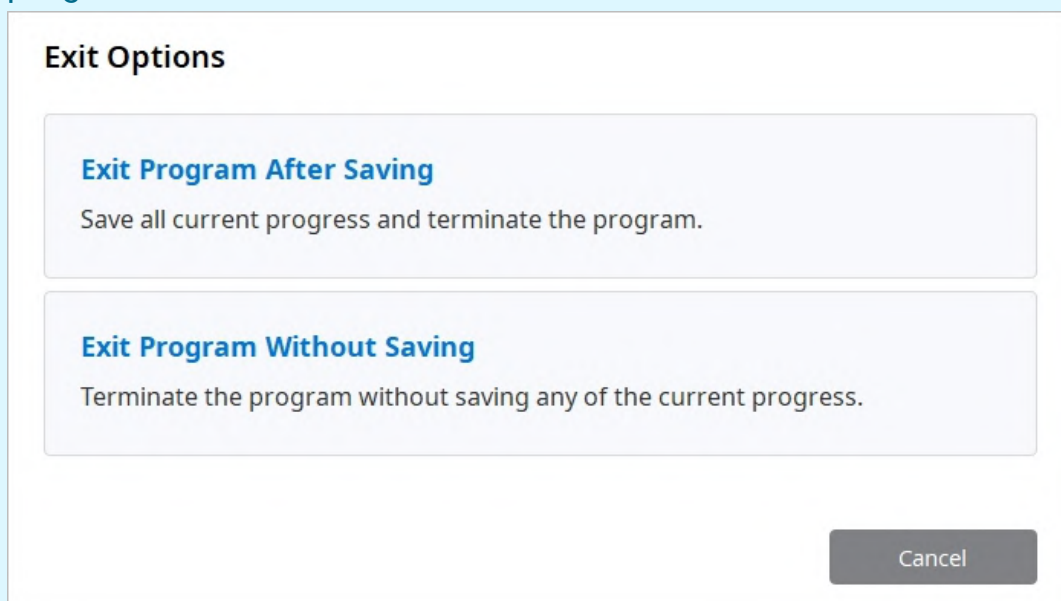 Exit Options
Exit Program After Saving
Save all current progress and terminate the program.
Exit Program Without Saving
Terminate the program without saving any of the current progress.
Cancel